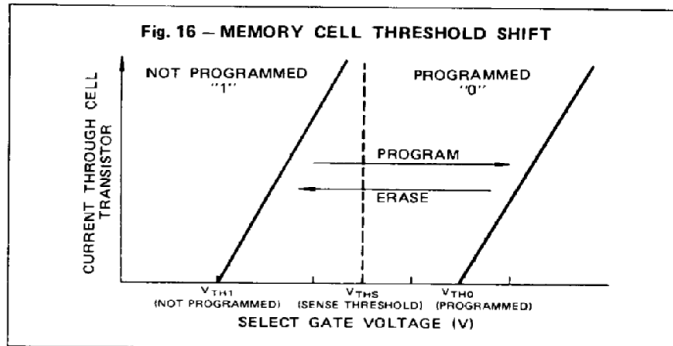 Fig. 16 – MEMORY CELL THRESHOLD SHIFT
NOT PROGRAMMED
"1"
PROGRAMMED
"0"
PROGRAM
ERASE
CURRENT THROUGH CELL
TRANSISTOR
VTH1
(NOT PROGRAMMED)
VTHS
(SENSE THRESHOLD)
VTH0
(PROGRAMMED)
SELECT GATE VOLTAGE (V)